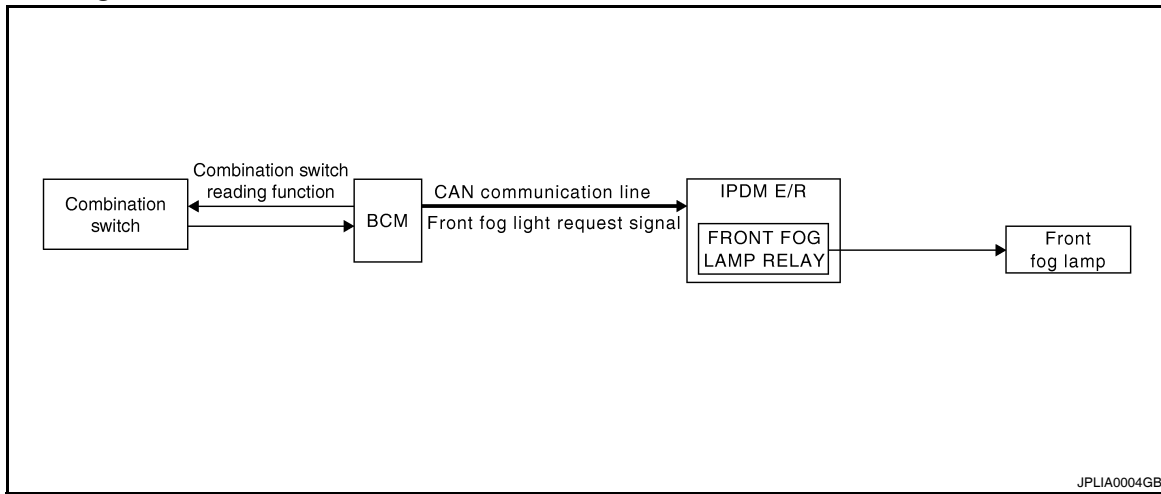 Combination switch
reading function
Combination
switch
BCM
CAN communication line
Front fog light request signal
IPDM E/R
FRONT FOG
LAMP RELAY
Front
fog lamp
JPLIA0004GB